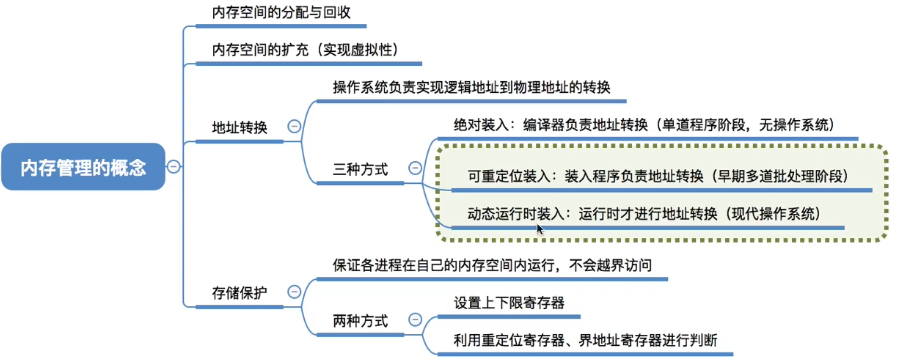 内存管理的概念
内存空间的分配与回收
内存空间的扩充（实现虚拟性）
地址转换
操作系统负责实现逻辑地址到物理地址的转换
三种方式
绝对装入：编译器负责地址转换（单道程序阶段，无操作系统）
可重定位装入：装入程序负责地址转换（早期多道批处理阶段）
动态运行时装入：运行时才进行地址转换（现代操作系统）
存储保护
保证各进程在自己的内存空间内运行，不会越界访问
两种方式
设置上下限寄存器
利用重定位寄存器、界地址寄存器进行判断